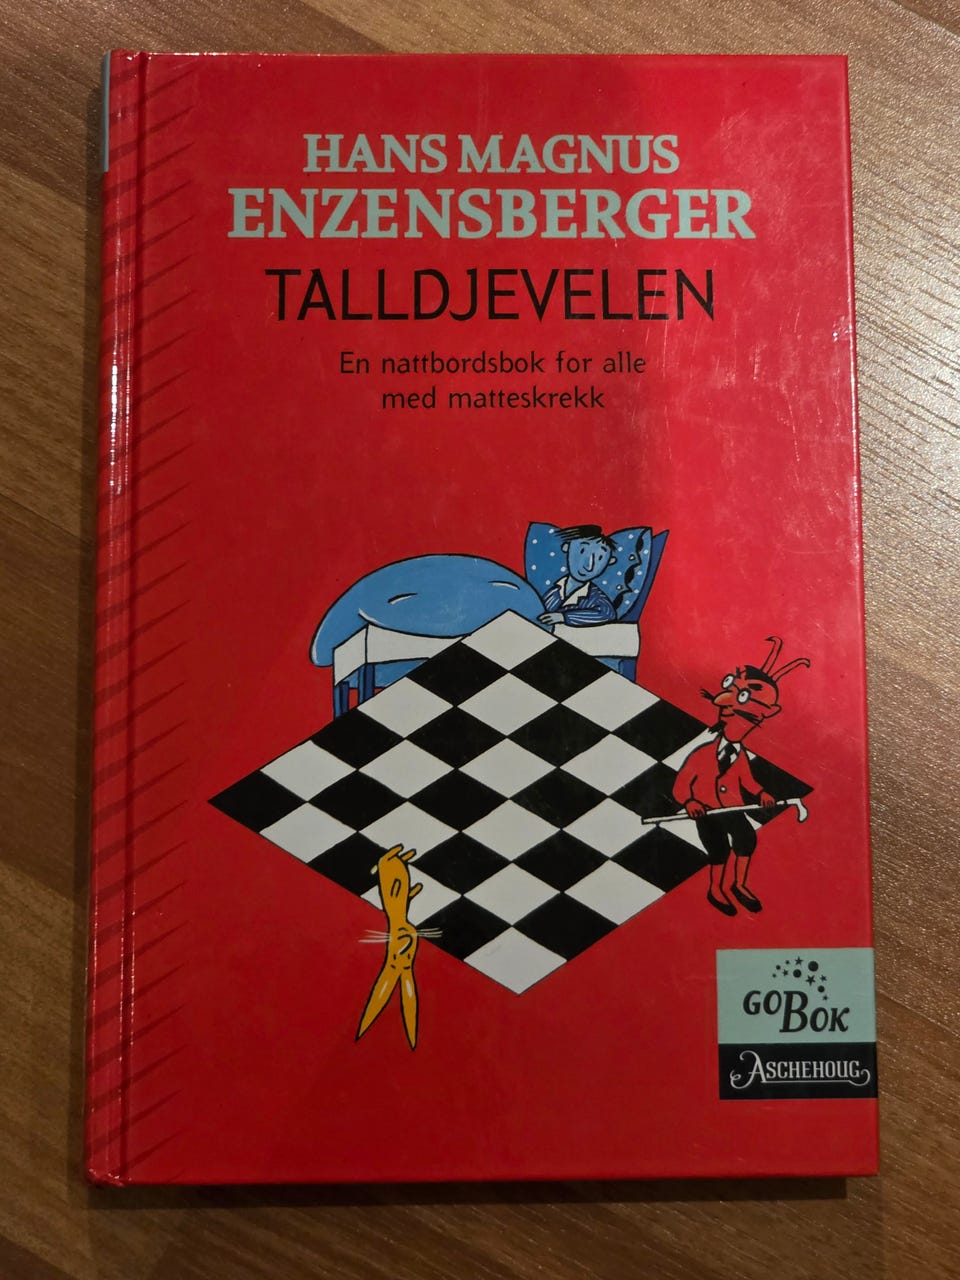 HANS MAGNUS
ENZENSBERGER
TALLDJEVELEN
En nattbordsbok for alle
med matteskrekk
GO BOK
ASCHEHOUG